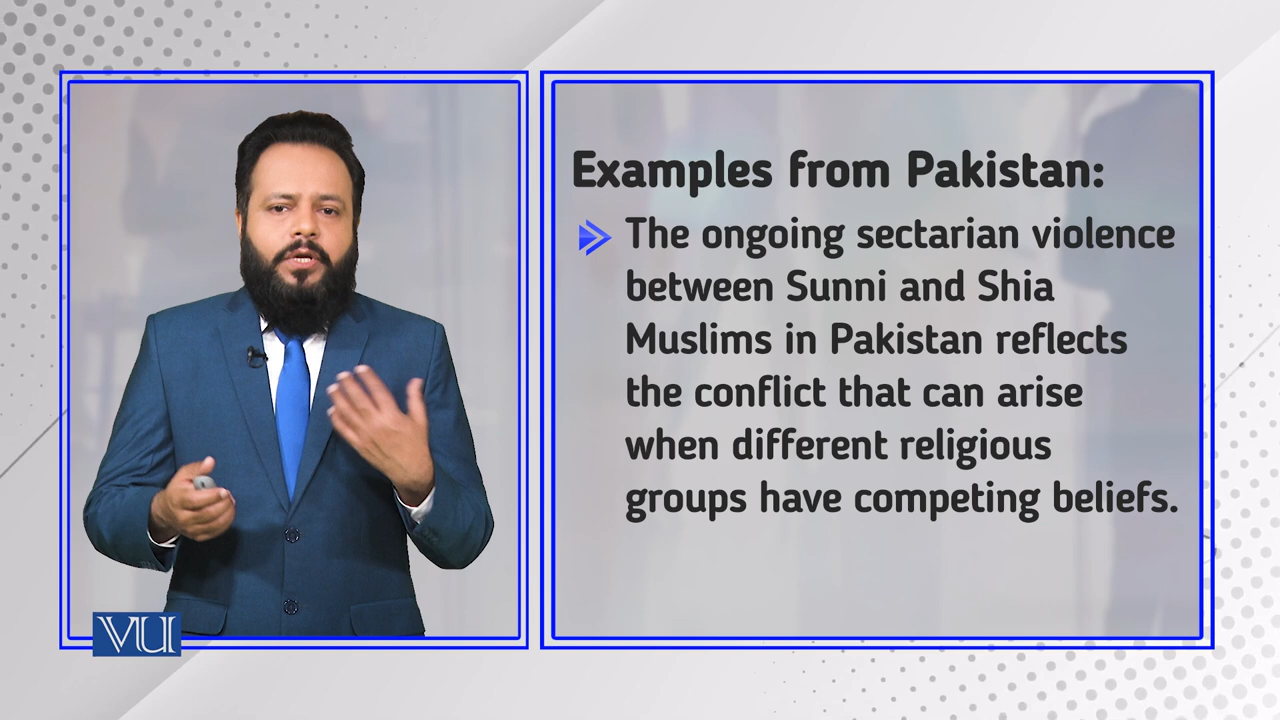 Examples from Pakistan:
The ongoing sectarian violence
between Sunni and Shia
Muslims in Pakistan reflects
the conflict that can arise
when different religious
groups have competing beliefs.
VU